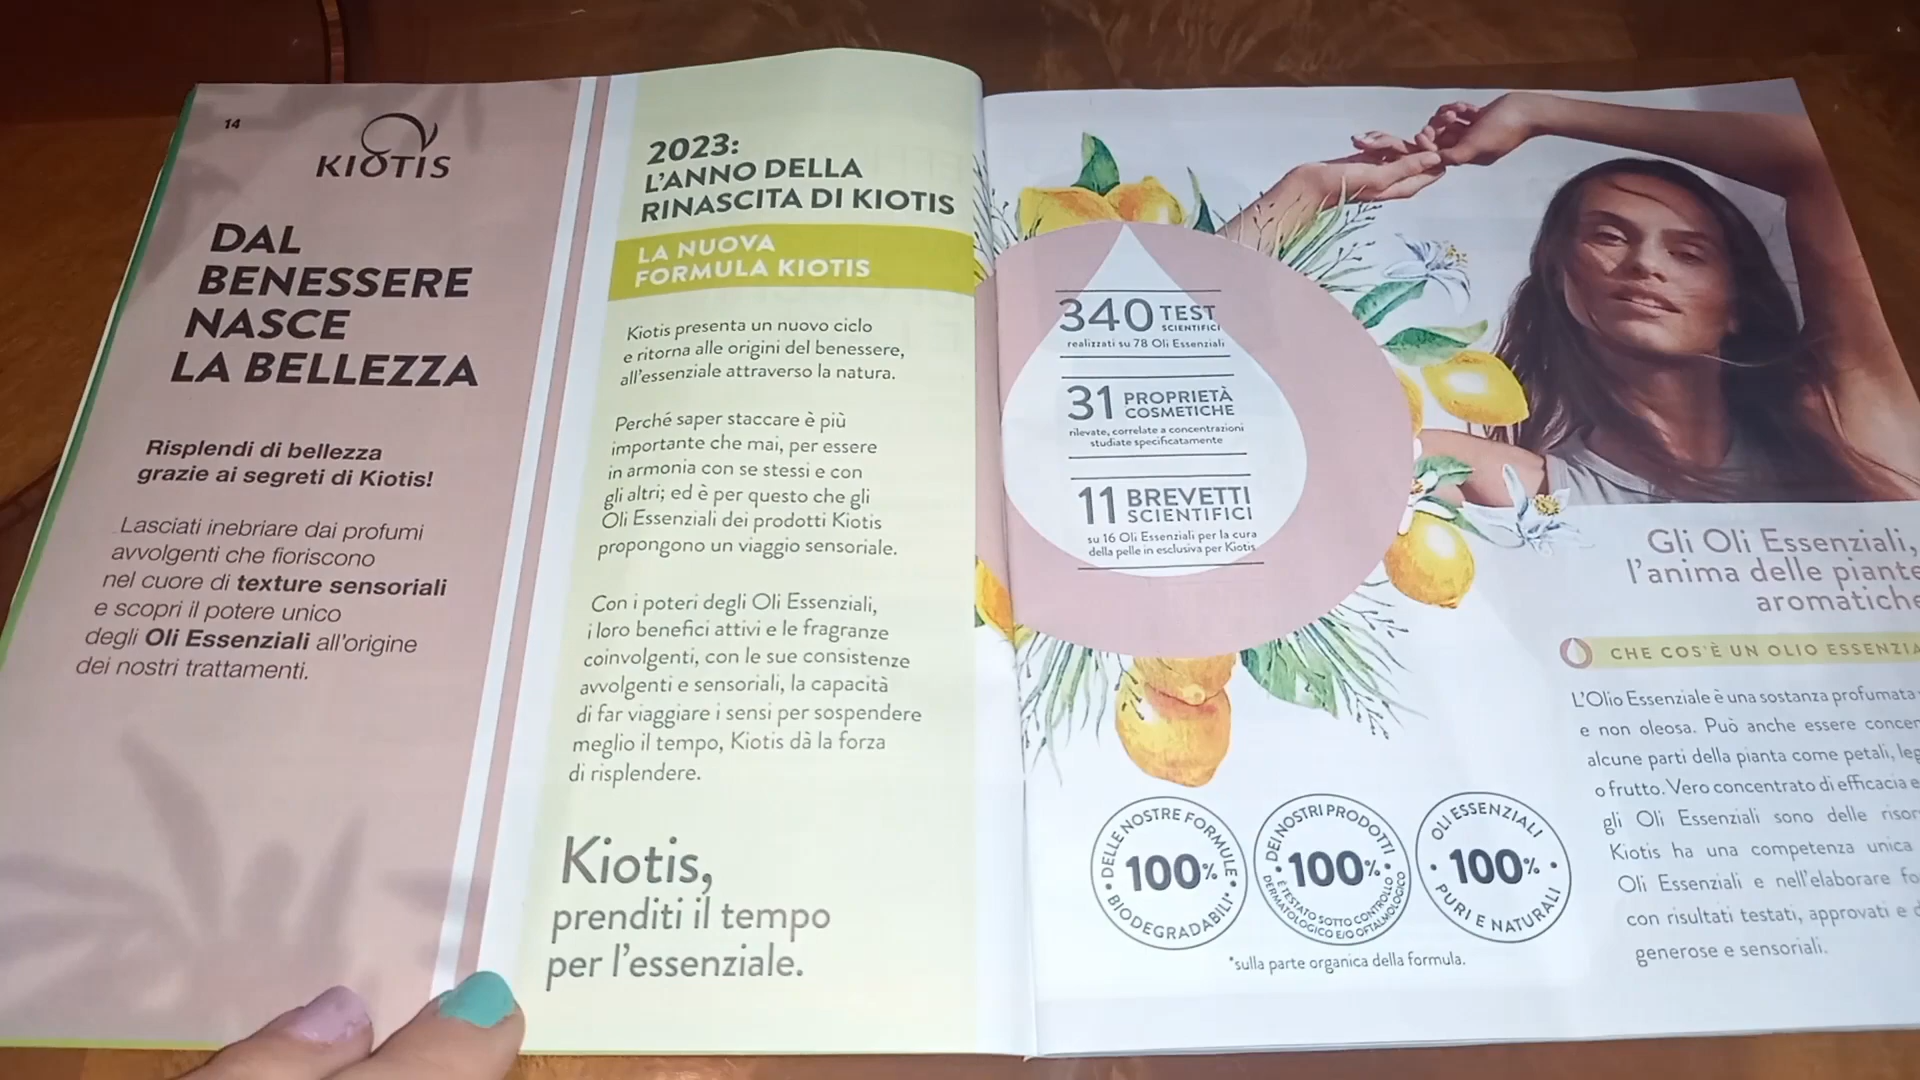 14
KIOTIS
DAL
BENESSERE
NASCE
LA BELLEZZA
Risplendi di bellezza
grazie ai segreti di Kiotis!
Lasciati inebriare dai profumi
avvolgenti che fioriscono
nel cuore di texture sensoriali
e scopri il potere unico
degli Oli Essenziali all'origine
dei nostri trattamenti.
2023:
L'ANNO DELLA
RINASCITA DI KIOTIS
LA NUOVA
FORMULA KIOTIS
Kiotis presenta un nuovo ciclo
e ritorna alle origini del benessere,
all'essenziale attraverso la natura.
Perché saper staccare è più
importante che mai, per essere
in armonia con se stessi e con
gli altri; ed è per questo che gli
Oli Essenziali dei prodotti Kiotis
propongono un viaggio sensoriale.
Con i poteri degli Oli Essenziali,
i loro benefici attivi e le fragranze
coinvolgenti, con le sue consistenze
avvolgenti e sensoriali, la capacità
di far viaggiare i sensi per sospendere
meglio il tempo, Kiotis dà la forza
di risplendere.
Kiotis,
prenditi il tempo
per l'essenziale.
340 TEST
SCIENTIFICI
realizzati su 78 Oli Essenziali
31 PROPRIETÀ
COSMETICHE
rilevate, correlate a concentrazioni
studiate specificatamente
11 BREVETTI
SCIENTIFICI
su 16 Oli Essenziali per la cura
della pelle in esclusiva per Kiotis
DELLE NOSTRE FORMULE
100%
BIODEGRADABILI*
DEI NOSTRI PRODOTTI
100%
È TESTATO SOTTO CONTROLLO
DERMATOLOGICO E/O OFTALMOLOGICO
OLI ESSENZIALI
100%
PURI E NATURALI
*sulla parte organica della formula.
Gli Oli Essenziali,
l'anima delle piante
aromatiche
CHE COS'È UN OLIO ESSENZIA
L'Olio Essenziale è una sostanza profumata
e non oleosa. Può anche essere concen
alcune parti della pianta come petali, leg
o frutto. Vero concentrato di efficacia e
gli Oli Essenziali sono delle risor
Kiotis ha una competenza unica
Oli Essenziali e nell'elaborare fo
con risultati testati, approvati e
generose e sensoriali.